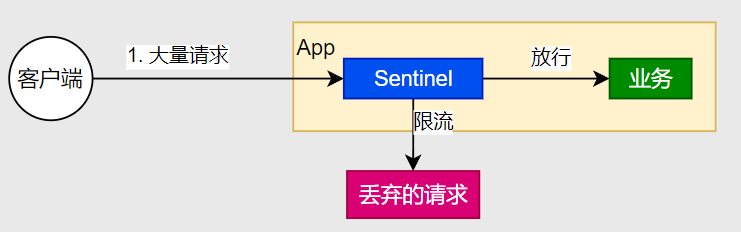 客户端
1. 大量请求
App
Sentinel
放行
业务
限流
丢弃的请求